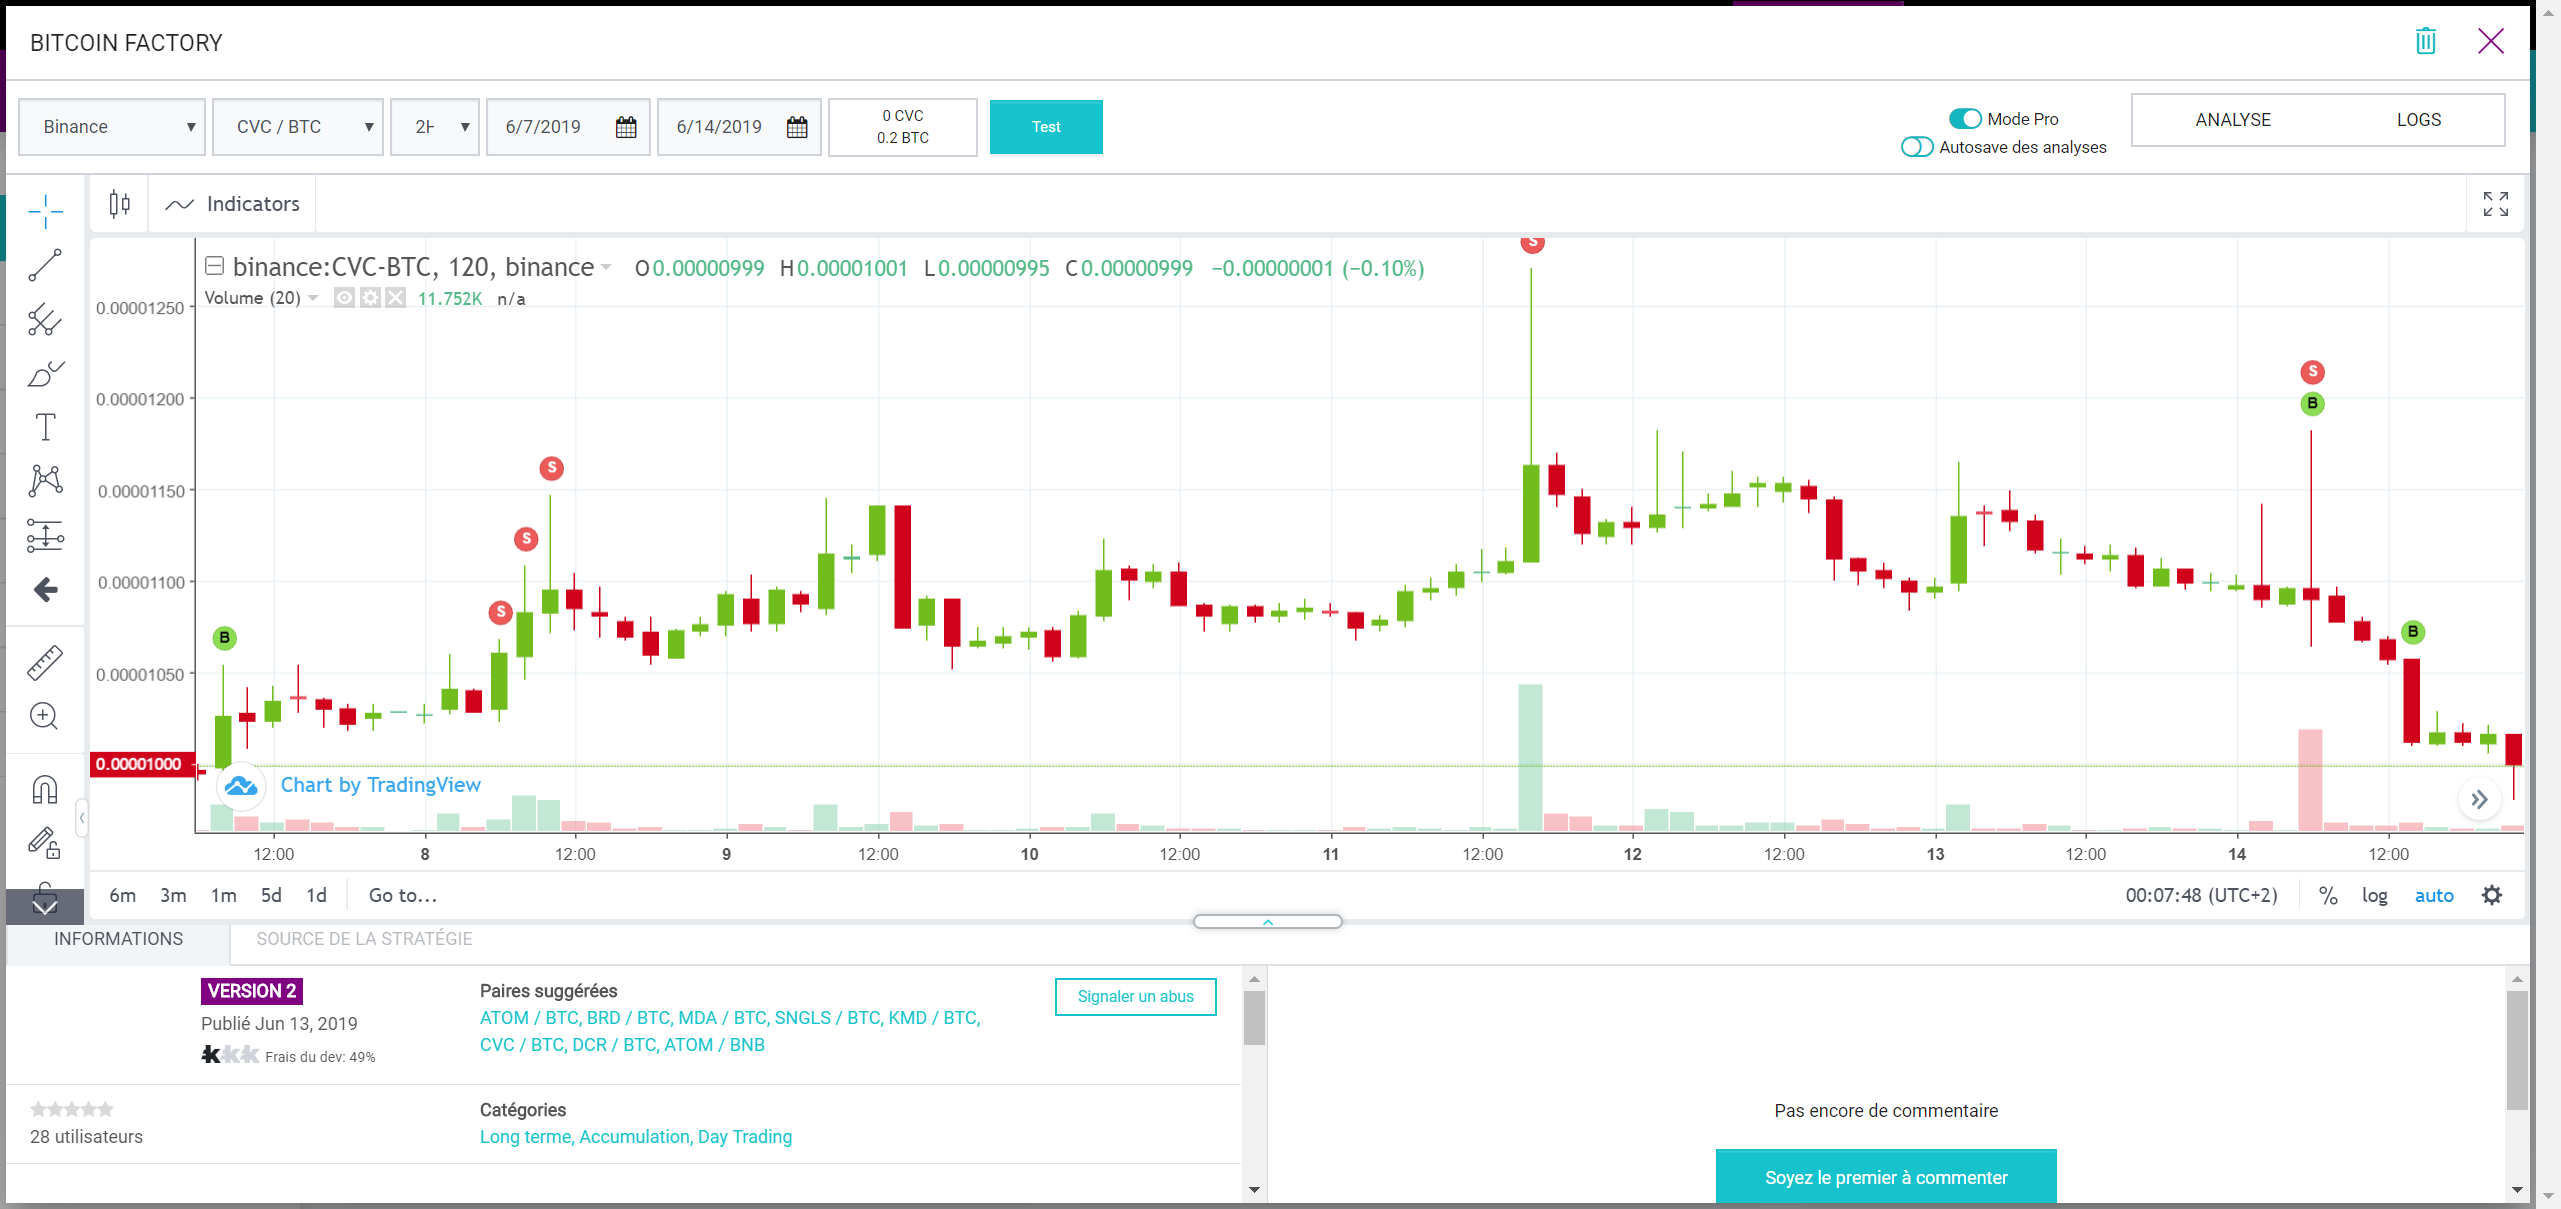 BITCOIN FACTORY
Binance
CVC / BTC
6/7/2019
6/14/2019
0 CVC
0.2 BTC
Test
Mode Pro
Autosave des analyses
ANALYSE
LOGS
Indicators
binance:CVC-BTC, 120, binance O0.00000999 H0.00001001 L0.00000995 C0.00000999 −0.00000001 (−0.10%)
Volume (20) 11.752K n/a
S
0.00001250
S
0.00001200
B
S
0.00001150
S
0.00001100
S
B
B
0.00001050
0.00001000
Chart by TradingView
12:00 8 12:00 9 12:00 10 12:00 11 12:00 12 12:00 13 12:00 14 12:00
6m 3m 1m 5d 1d Go to...
00:07:48 (UTC+2) % log auto
INFORMATIONS
SOURCE DE LA STRATÉGIE
VERSION 2
Publié Jun 13, 2019
Frais du dev: 49%
Paires suggérées
ATOM / BTC, BRD / BTC, MDA / BTC, SNGLS / BTC, KMD / BTC,
CVC / BTC, DCR / BTC, ATOM / BNB
Signaler un abus
28 utilisateurs
Catégories
Long terme, Accumulation, Day Trading
Pas encore de commentaire
Soyez le premier à commenter